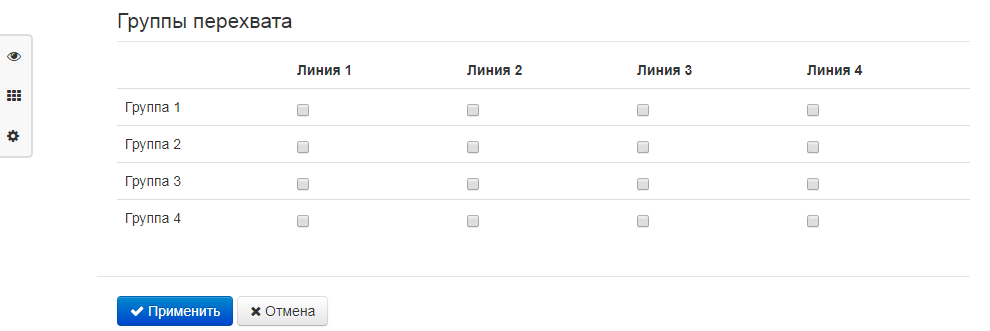 Группы перехвата
Линия 1 Линия 2 Линия 3 Линия 4
Группа 1
Группа 2
Группа 3
Группа 4
Применить Отмена